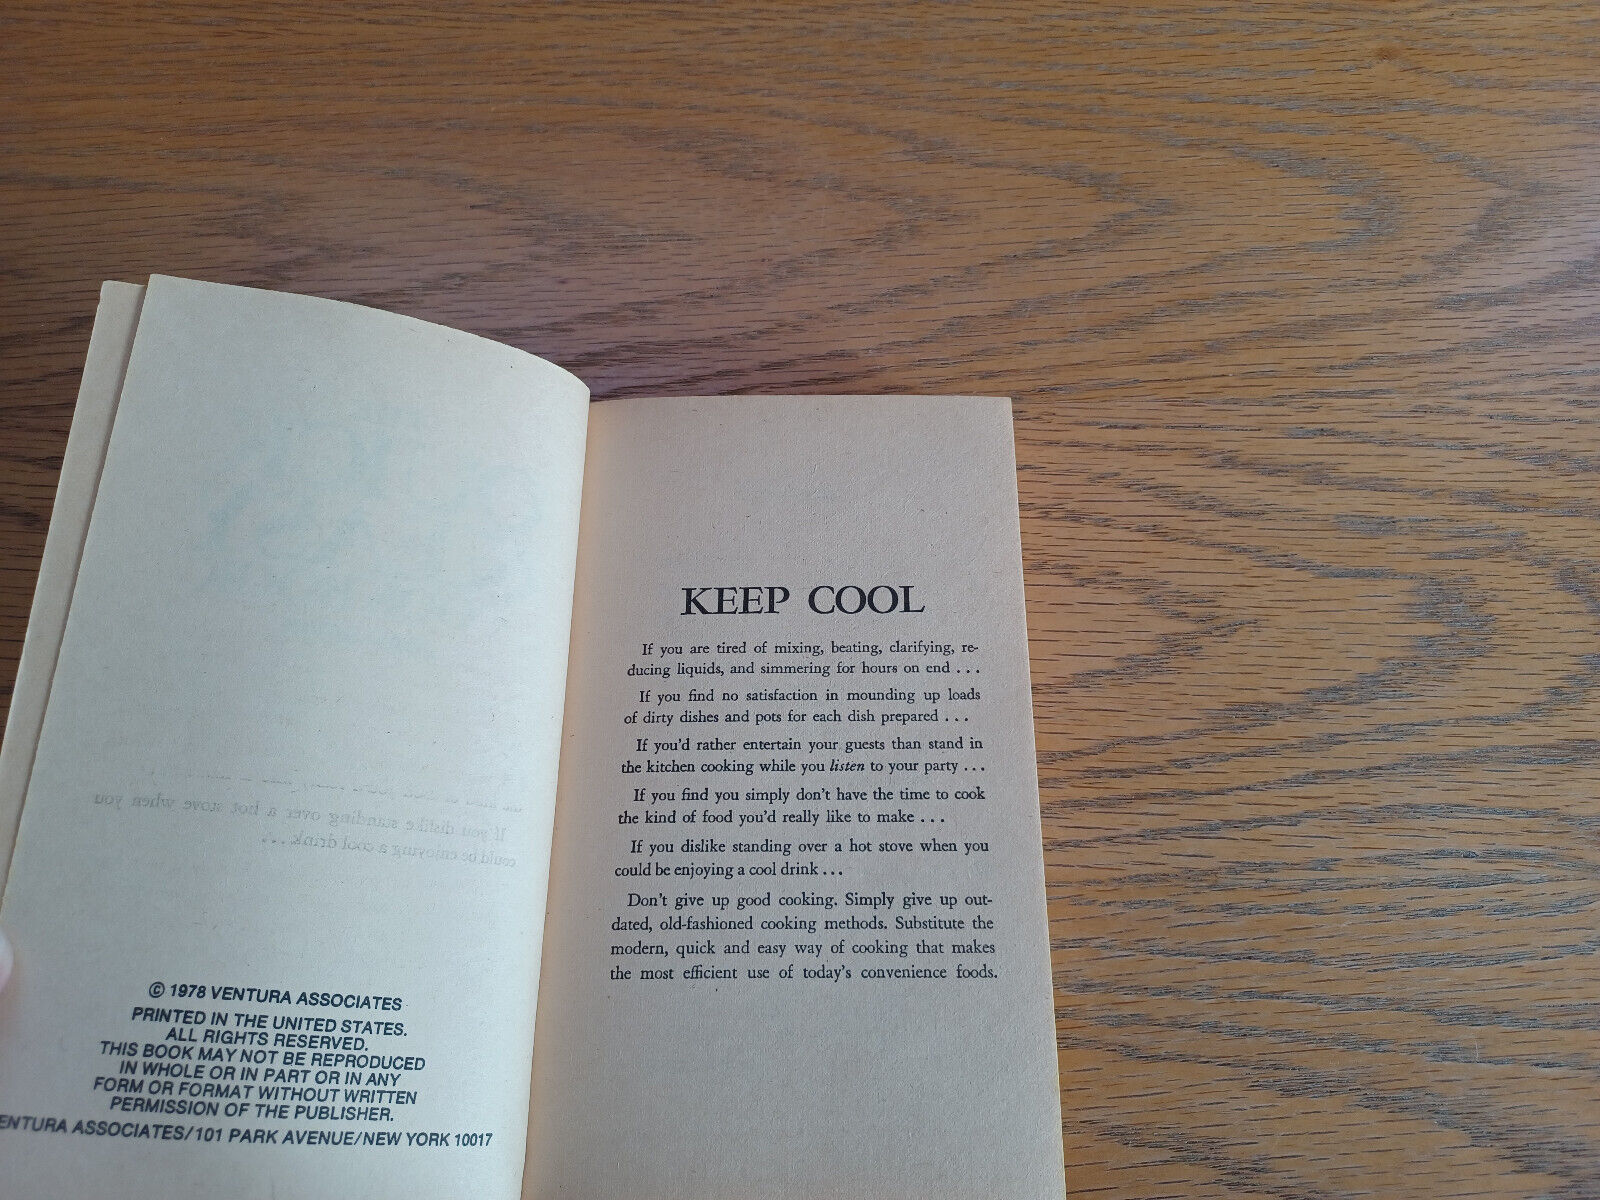 © 1978 VENTURA ASSOCIATES
PRINTED IN THE UNITED STATES.
ALL RIGHTS RESERVED.
THIS BOOK MAY NOT BE REPRODUCED
IN WHOLE OR IN PART OR IN ANY
FORM OR FORMAT WITHOUT WRITTEN
PERMISSION OF THE PUBLISHER.
ENTURA ASSOCIATES/101 PARK AVENUE/NEW YORK 10017
KEEP COOL
If you are tired of mixing, beating, clarifying, re-
ducing liquids, and simmering for hours on end . . .
If you find no satisfaction in mounding up loads
of dirty dishes and pots for each dish prepared . . .
If you'd rather entertain your guests than stand in
the kitchen cooking while you listen to your party . . .
If you find you simply don't have the time to cook
the kind of food you'd really like to make . . .
If you dislike standing over a hot stove when you
could be enjoying a cool drink . . .
Don't give up good cooking. Simply give up out-
dated, old-fashioned cooking methods. Substitute the
modern, quick and easy way of cooking that makes
the most efficient use of today's convenience foods.